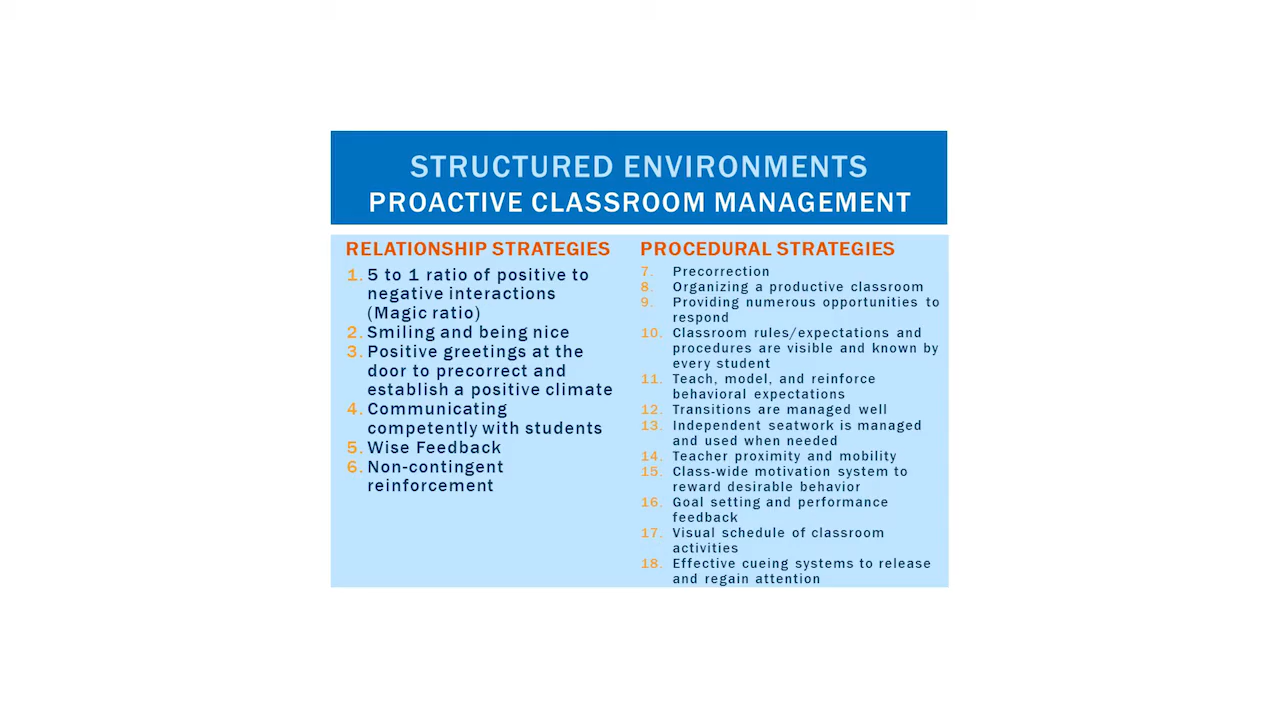 STRUCTURED ENVIRONMENTS
PROACTIVE CLASSROOM MANAGEMENT
RELATIONSHIP STRATEGIES
1. 5 to 1 ratio of positive to
negative interactions
(Magic ratio)
2. Smiling and being nice
3. Positive greetings at the
door to precorrect and
establish a positive climate
4. Communicating
competently with students
5. Wise Feedback
6. Non-contingent
reinforcement
PROCEDURAL STRATEGIES
7. Precorrection
8. Organizing a productive classroom
9. Providing numerous opportunities to
respond
10. Classroom rules/expectations and
procedures are visible and known by
every student
11. Teach, model, and reinforce
behavioral expectations
12. Transitions are managed well
13. Independent seatwork is managed
and used when needed
14. Teacher proximity and mobility
15. Class-wide motivation system to
reward desirable behavior
16. Goal setting and performance
feedback
17. Visual schedule of classroom
activities
18. Effective cueing systems to release
and regain attention